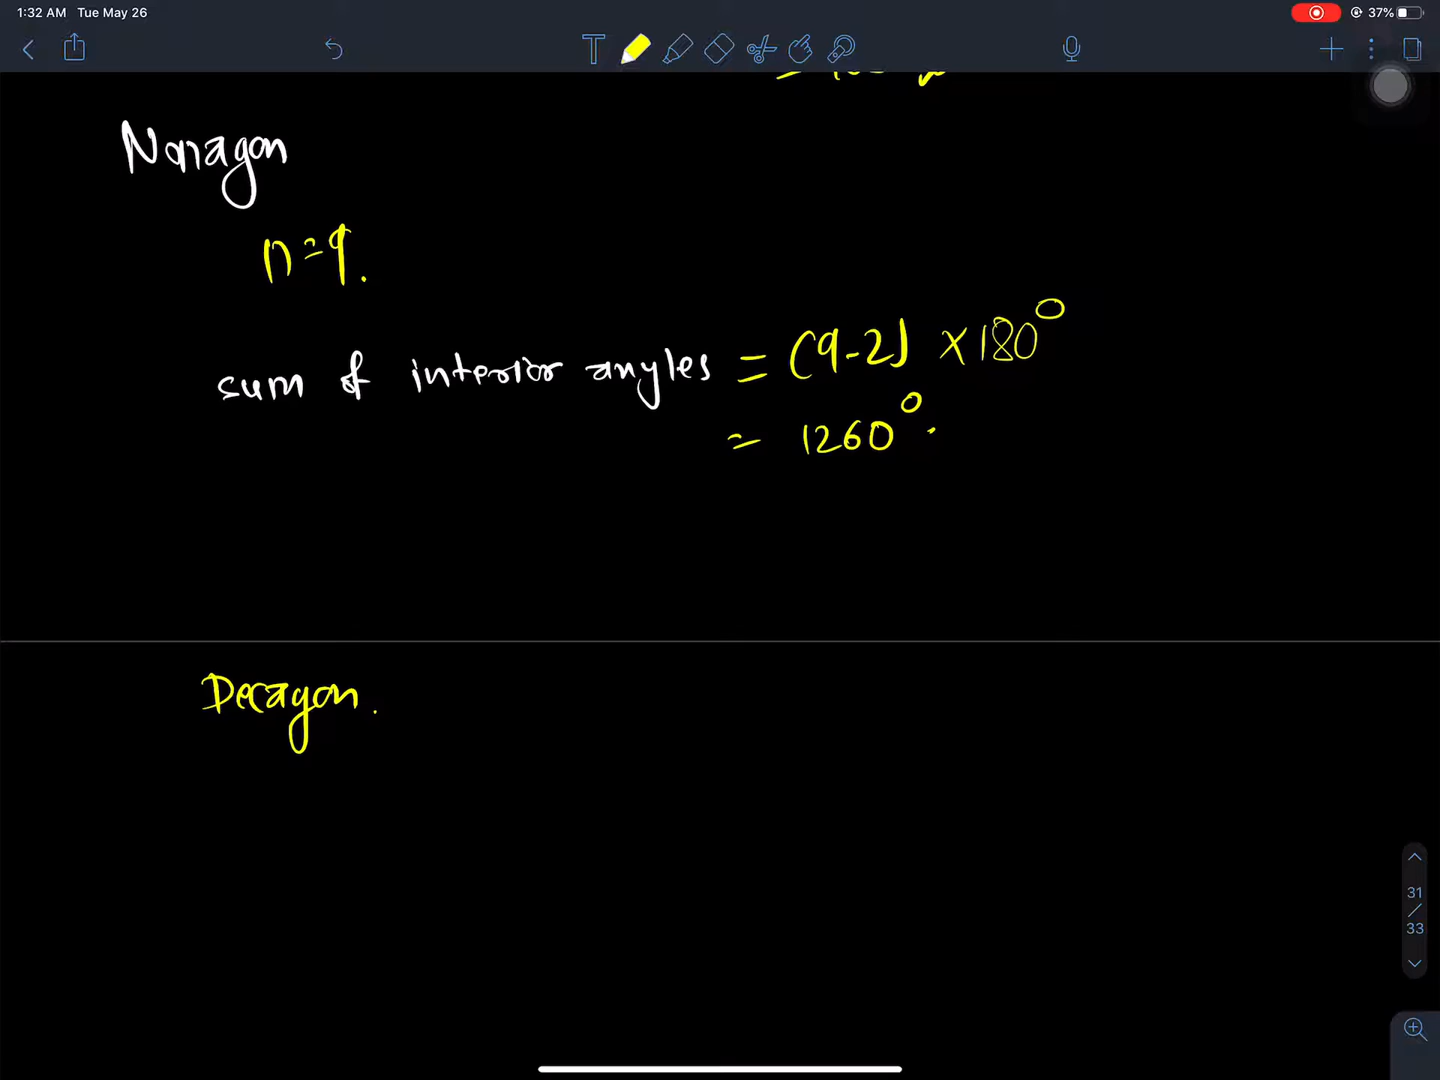 1:32 AM Tue May 26
37%
T
Nonagon
n=9.
sum of interior angles = (9-2) × 180°
= 1260°.
Decagon.
31
/
33